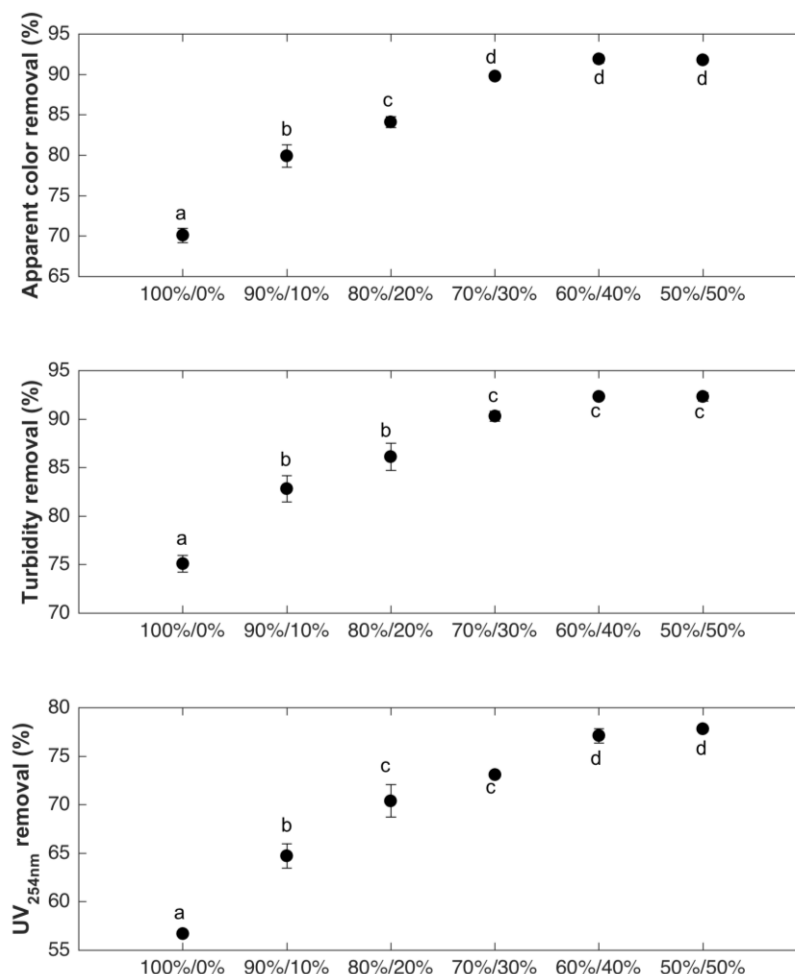 Apparent color removal (%)
95
90
85
80
75
70
65
a
b
c
d
d
d
100%/0% 90%/10% 80%/20% 70%/30% 60%/40% 50%/50%
Turbidity removal (%)
95
90
85
80
75
70
a
b
b
c
c
c
100%/0% 90%/10% 80%/20% 70%/30% 60%/40% 50%/50%
UV254nm removal (%)
80
75
70
65
60
55
a
b
c
c
d
d
100%/0% 90%/10% 80%/20% 70%/30% 60%/40% 50%/50%